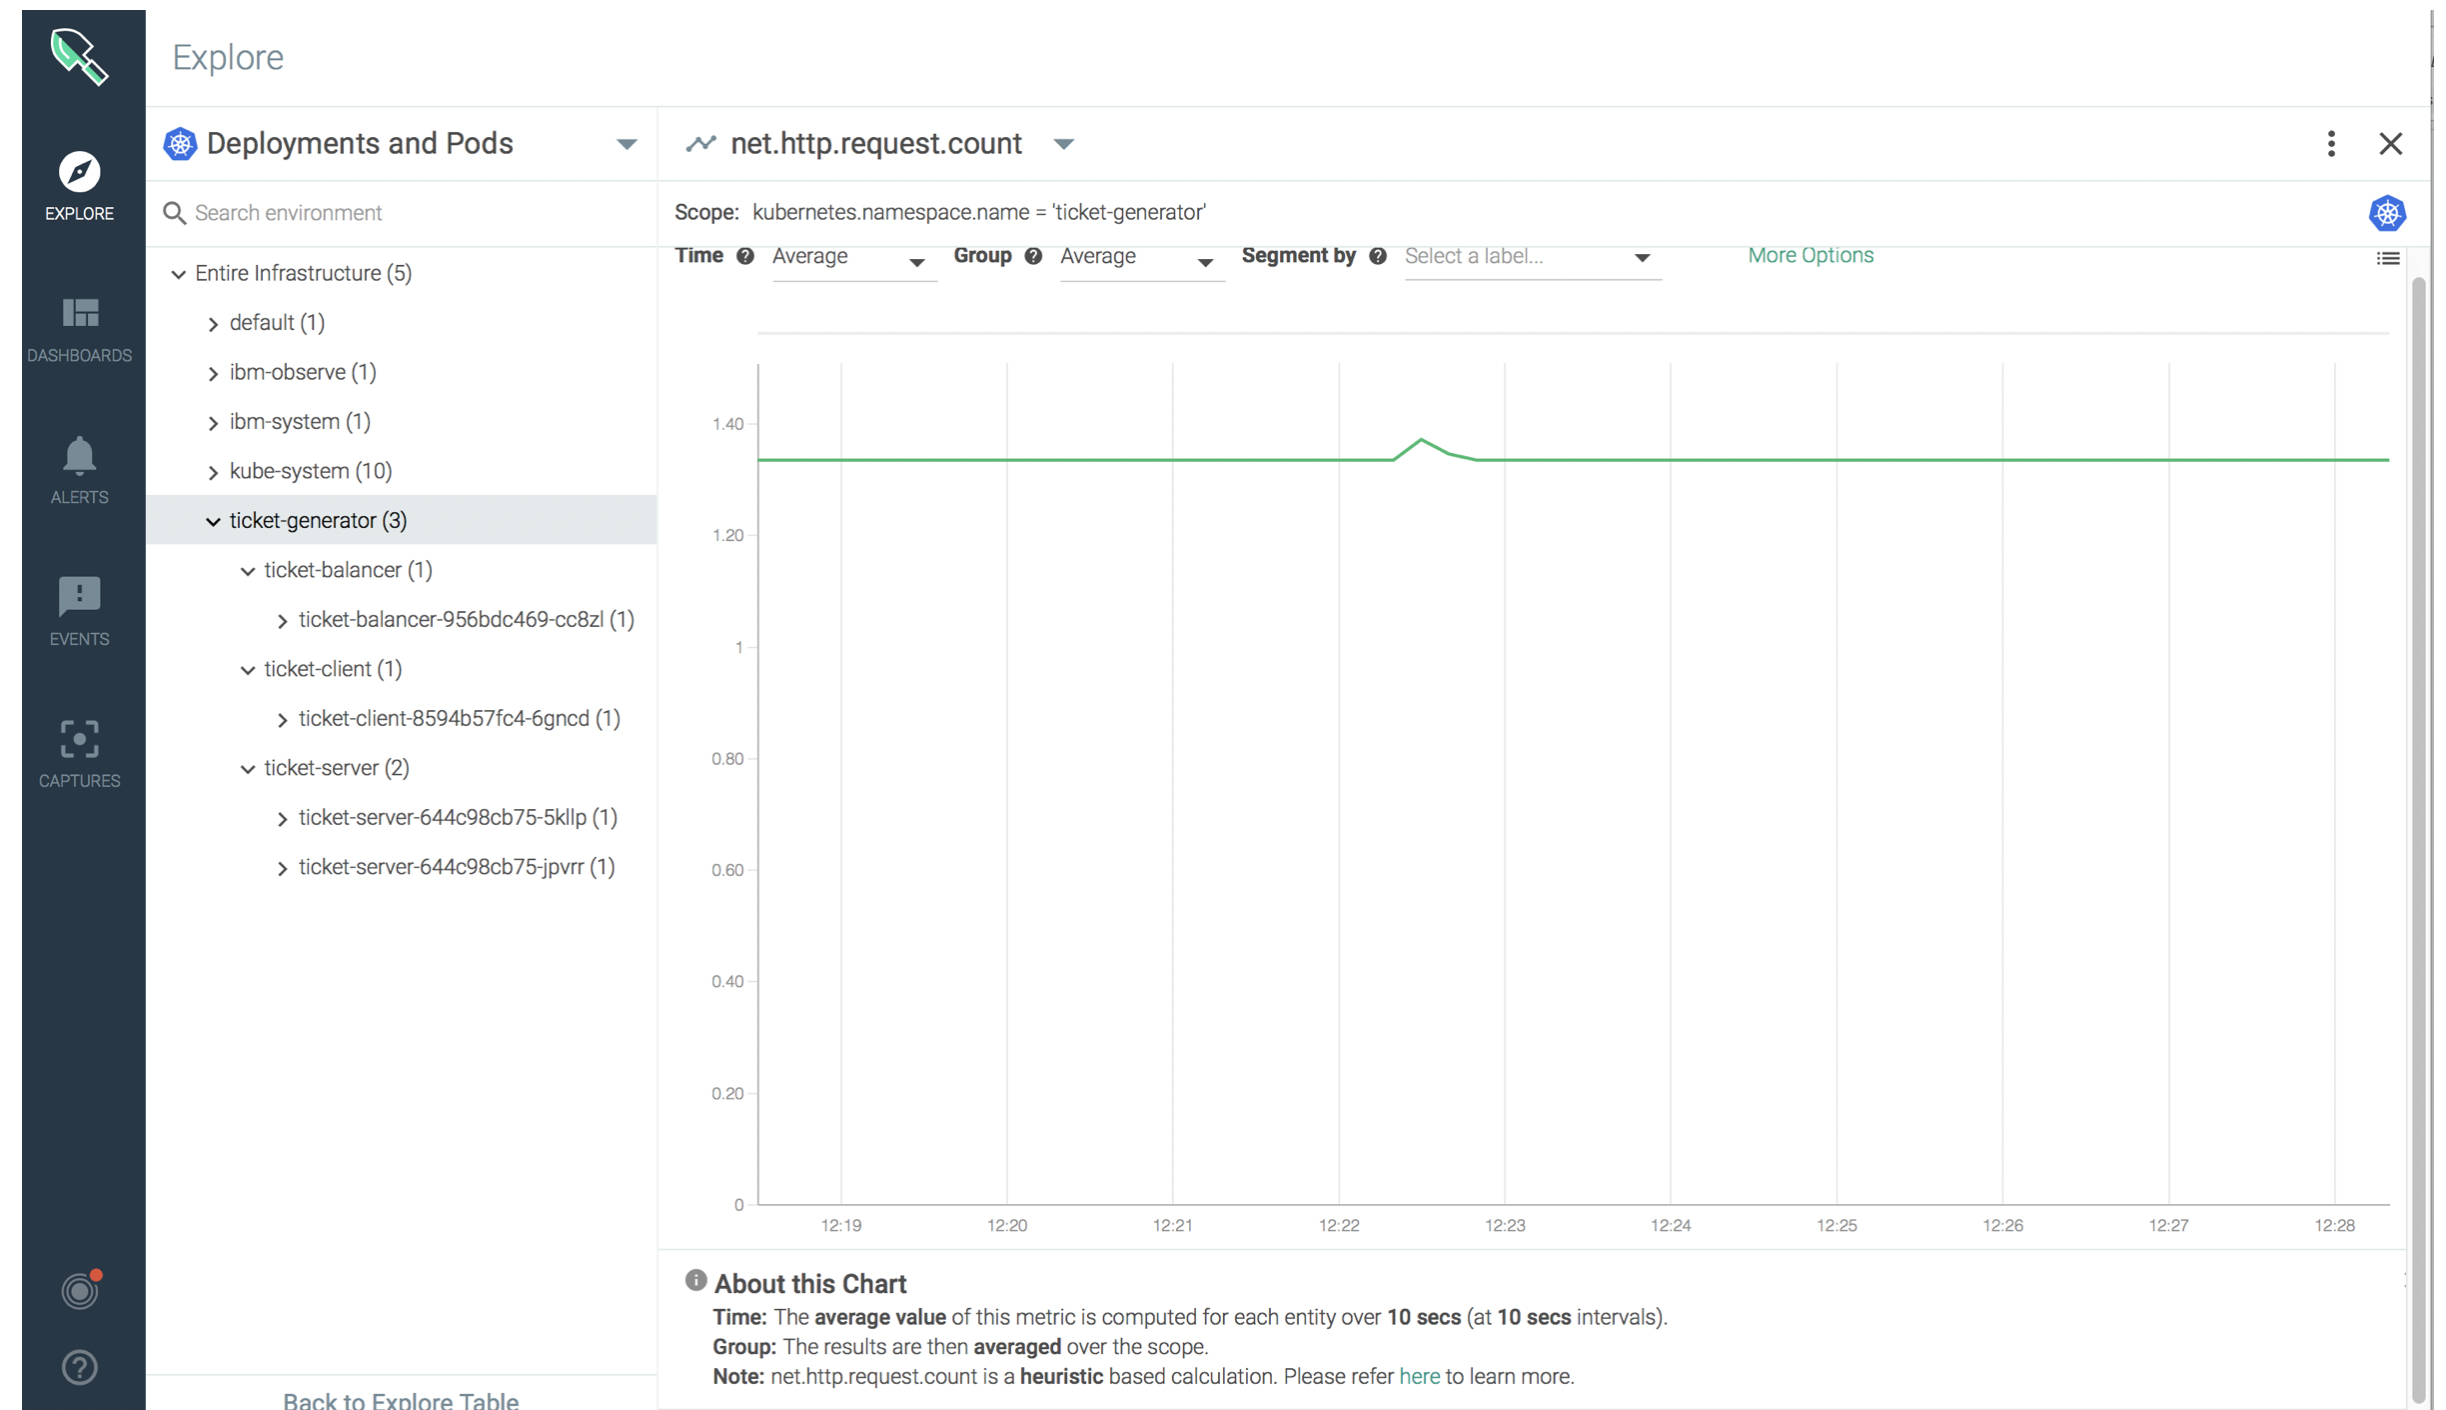 Explore
EXPLORE
DASHBOARDS
ALERTS
EVENTS
CAPTURES
Deployments and Pods
Search environment
Entire Infrastructure (5)
default (1)
ibm-observe (1)
ibm-system (1)
kube-system (10)
ticket-generator (3)
ticket-balancer (1)
ticket-balancer-956bdc469-cc8zl (1)
ticket-client (1)
ticket-client-8594b57fc4-6gncd (1)
ticket-server (2)
ticket-server-644c98cb75-5kllp (1)
ticket-server-644c98cb75-jpvrr (1)
Back to Explore Table
net.http.request.count
Scope: kubernetes.namespace.name = 'ticket-generator'
Time Average Group Average Segment by Select a label... More Options
1.40
1.20
1
0.80
0.60
0.40
0.20
0
12:19 12:20 12:21 12:22 12:23 12:24 12:25 12:26 12:27 12:28
About this Chart
Time: The average value of this metric is computed for each entity over 10 secs (at 10 secs intervals).
Group: The results are then averaged over the scope.
Note: net.http.request.count is a heuristic based calculation. Please refer here to learn more.